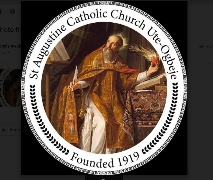 St Augustine Catholic Church Ute-Ogbeje
Founded 1919